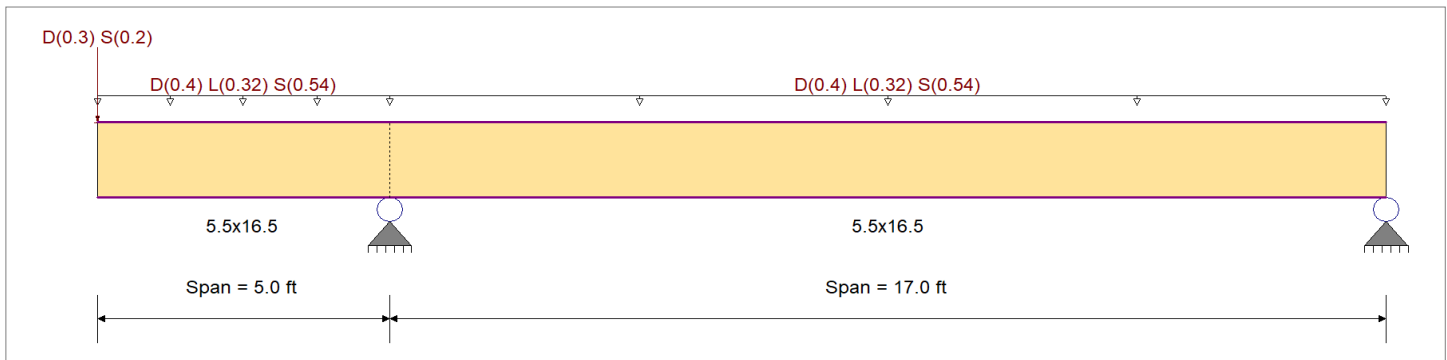 D(0.3) S(0.2)
D(0.4) L(0.32) S(0.54)
D(0.4) L(0.32) S(0.54)
5.5x16.5
5.5x16.5
Span = 5.0 ft
Span = 17.0 ft